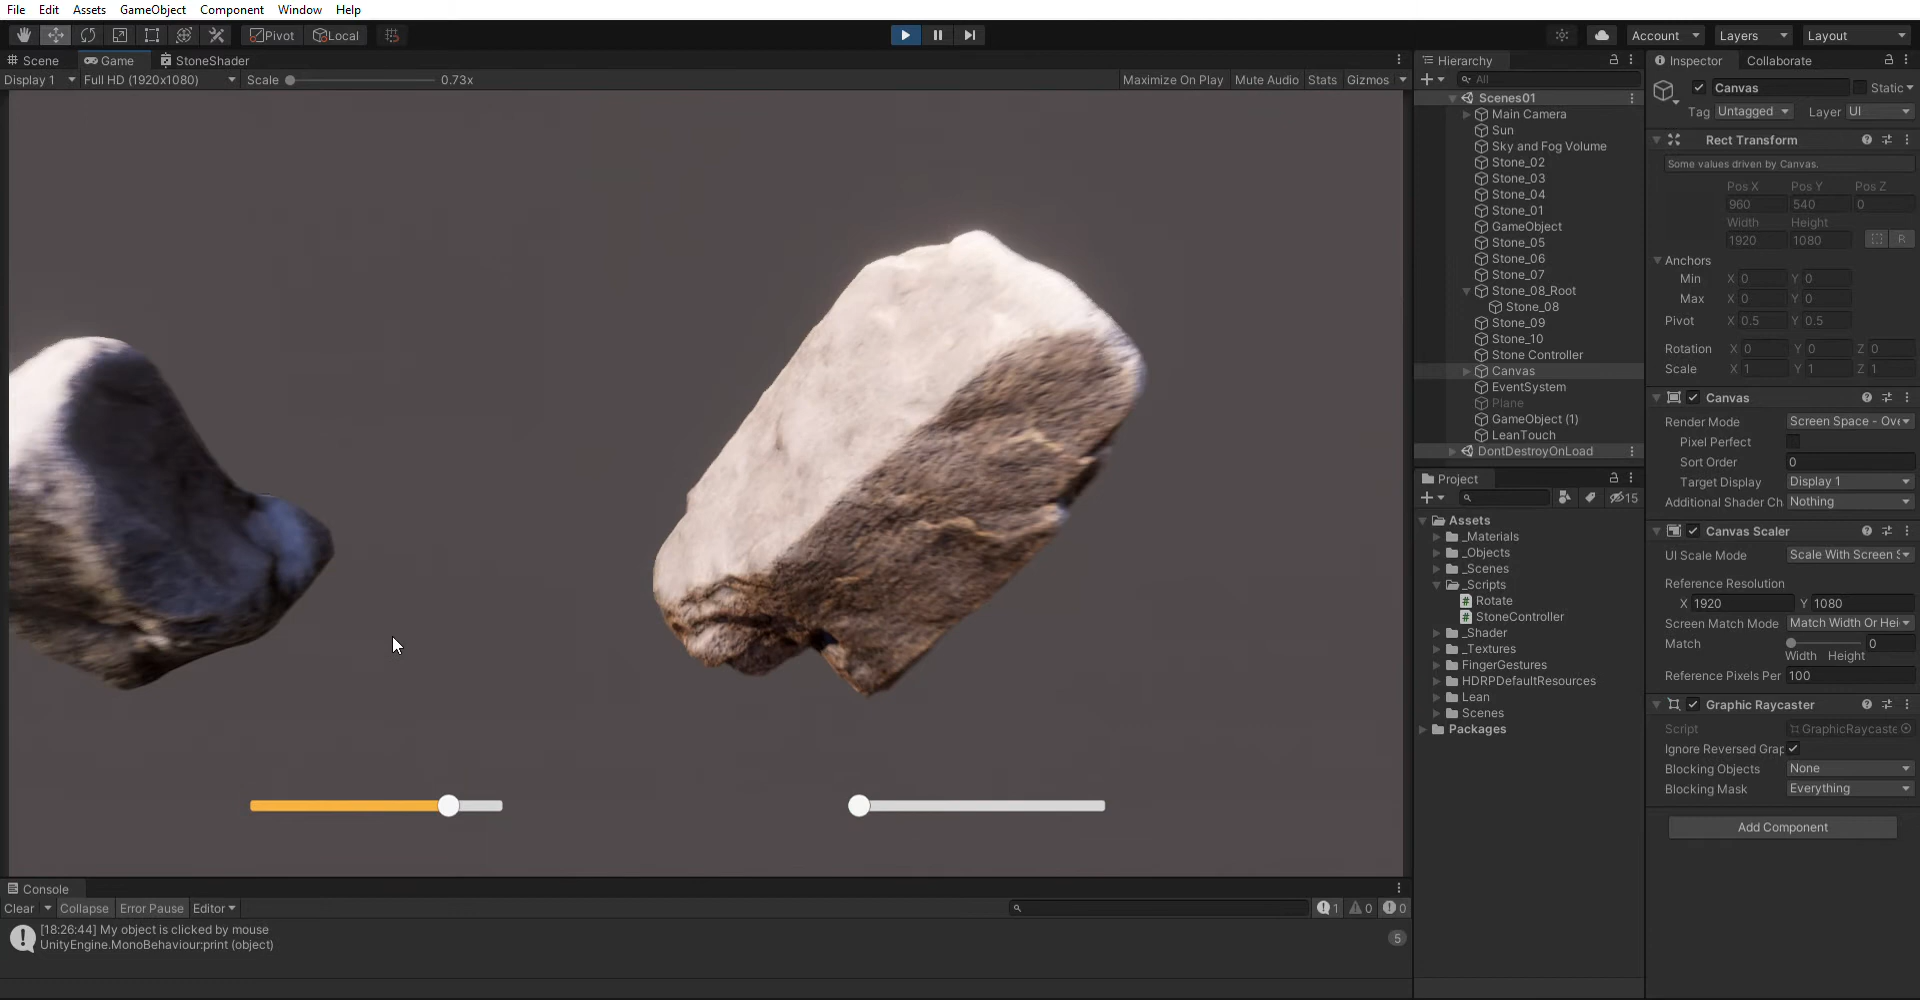 File Edit Assets GameObject Component Window Help
Pivot Local Account Layers Layout
Scene Game StoneShader
Display 1 Full HD (1920x1080) Scale 0.73x Maximize On Play Mute Audio Stats Gizmos
Hierarchy
All
Scenes01
Main Camera
Sun
Sky and Fog Volume
Stone_02
Stone_03
Stone_04
Stone_01
GameObject
Stone_05
Stone_06
Stone_07
Stone_08_Root
Stone_08
Stone_09
Stone_10
Stone Controller
Canvas
EventSystem
Plane
GameObject (1)
LeanTouch
DontDestroyOnLoad
Project
15
Assets
_Materials
_Objects
_Scenes
_Scripts
Rotate
StoneController
_Shader
_Textures
FingerGestures
HDRPDefaultResources
Lean
Scenes
Packages
Inspector Collaborate
Canvas Static
Tag Untagged Layer UI
Rect Transform
Some values driven by Canvas.
Pos X Pos Y Pos Z
960 540 0
Width Height
1920 1080 R
Anchors
Min X 0 Y 0
Max X 0 Y 0
Pivot X 0.5 Y 0.5
Rotation X 0 Y 0 Z 0
Scale X 1 Y 1 Z 1
Canvas
Render Mode Screen Space - Ove
Pixel Perfect
Sort Order 0
Target Display Display 1
Additional Shader Ch Nothing
Canvas Scaler
UI Scale Mode Scale With Screen S
Reference Resolution
X 1920 Y 1080
Screen Match Mode Match Width Or Hei
Match 0
Width Height
Reference Pixels Per 100
Graphic Raycaster
Script GraphicRaycaste
Ignore Reversed Grap
Blocking Objects None
Blocking Mask Everything
Add Component
Console
Clear Collapse Error Pause Editor 1 0 0
[18:26:44] My object is clicked by mouse
UnityEngine.MonoBehaviour:print (object)
5